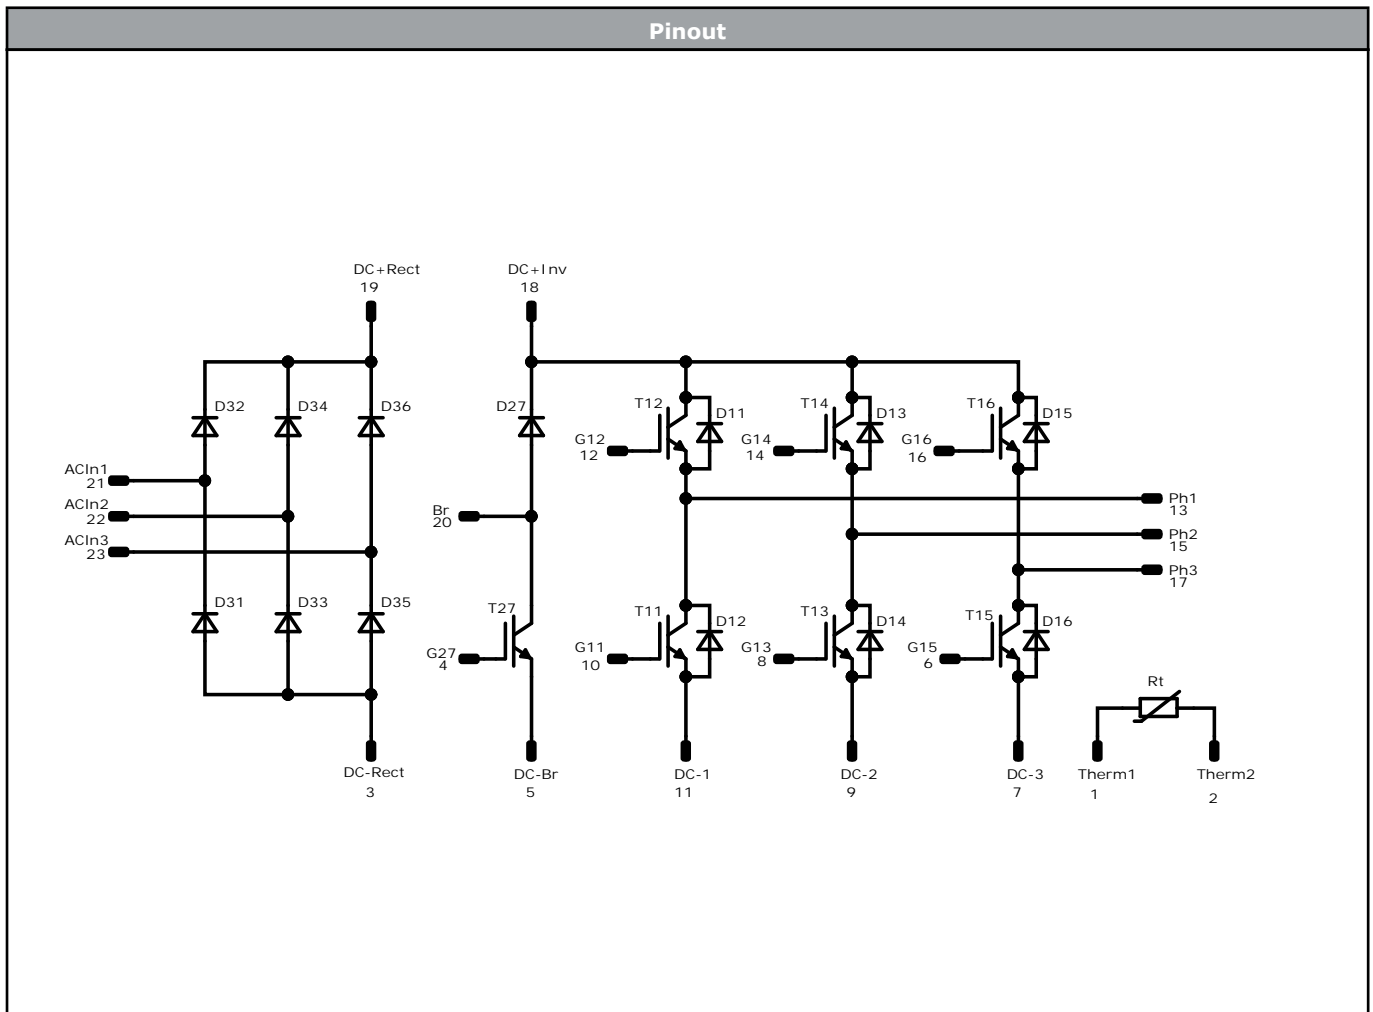 Pinout
DC+Rect
19
DC+Inv
18
D32
D34
D36
D27
T12
D11
T14
D13
T16
D15
G12
12
G14
14
G16
16
ACIn1
21
ACIn2
22
ACIn3
23
Br
20
Ph1
13
Ph2
15
Ph3
17
D31
D33
D35
T27
T11
D12
T13
D14
T15
D16
G27
4
G11
10
G13
8
G15
6
Rt
DC-Rect
3
DC-Br
5
DC-1
11
DC-2
9
DC-3
7
Therm1
1
Therm2
2